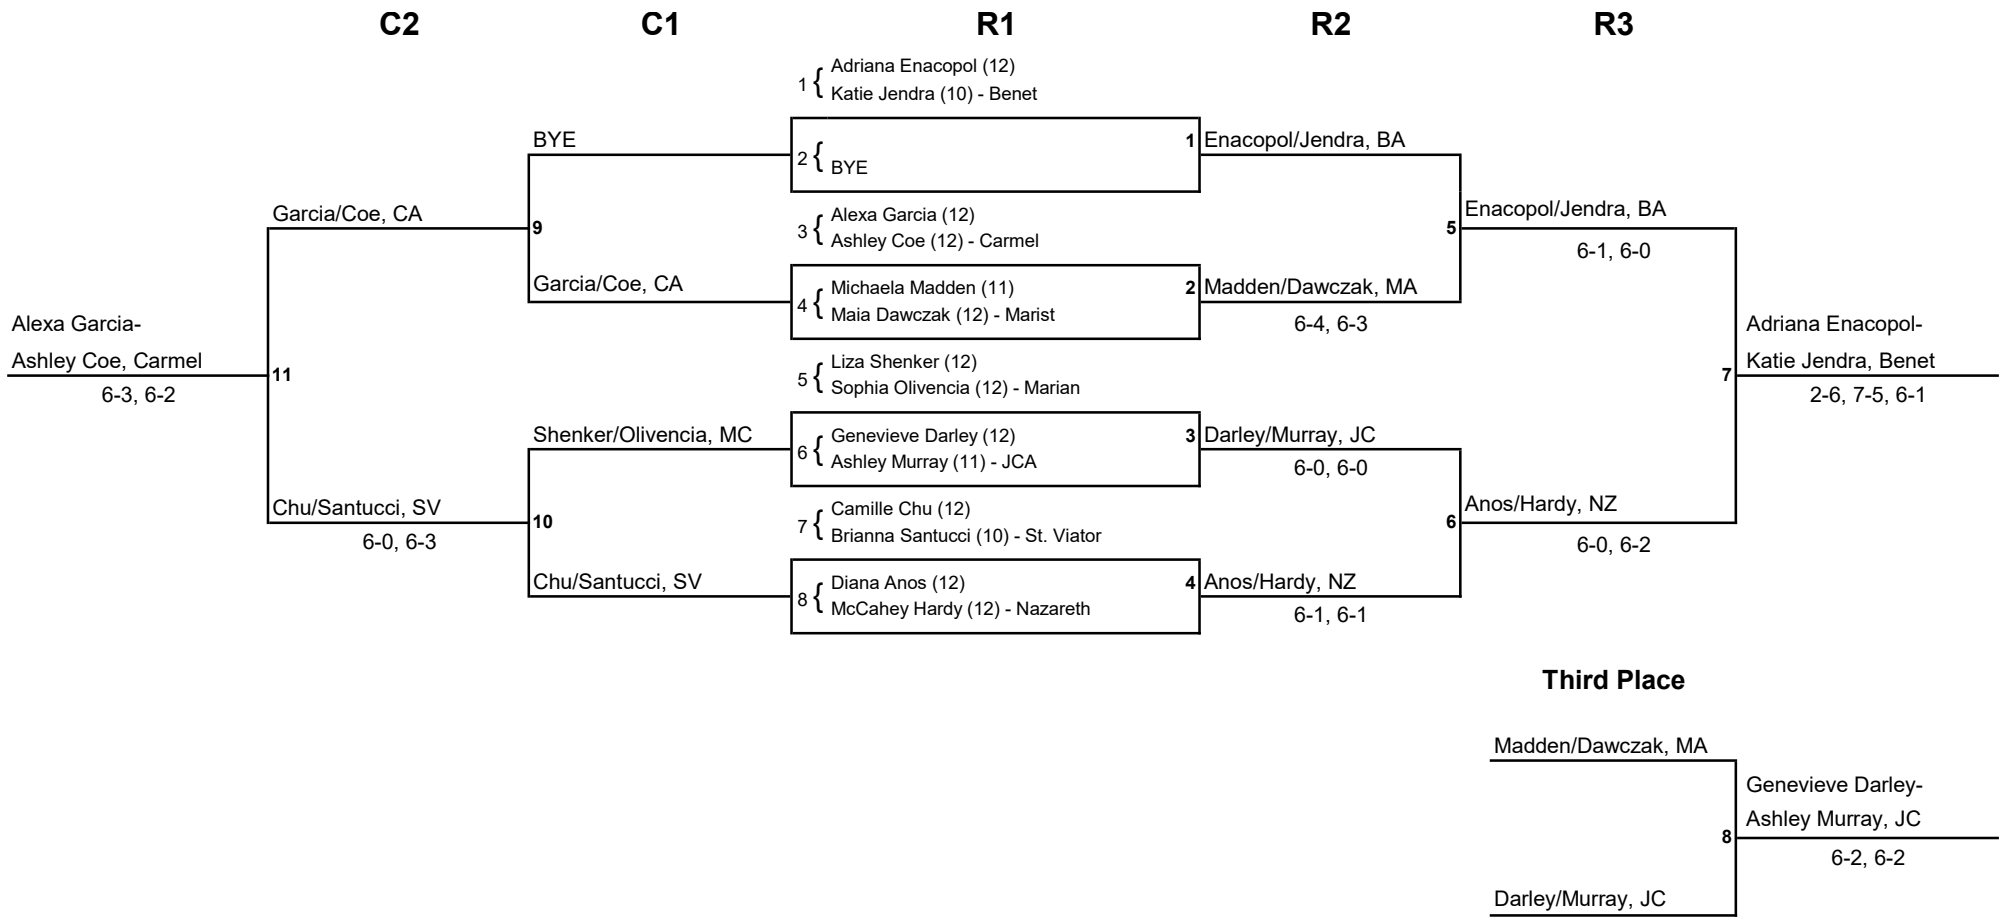 C2
C1
R1
R2
R3
1 { Adriana Enacopol (12)
Katie Jendra (10) - Benet
2 { BYE
3 { Alexa Garcia (12)
Ashley Coe (12) - Carmel
4 { Michaela Madden (11)
Maia Dawczak (12) - Marist
5 { Liza Shenker (12)
Sophia Olivencia (12) - Marian
6 { Genevieve Darley (12)
Ashley Murray (11) - JCA
7 { Camille Chu (12)
Brianna Santucci (10) - St. Viator
8 { Diana Anos (12)
McCahey Hardy (12) - Nazareth
BYE
9
Garcia/Coe, CA
Shenker/Olivencia, MC
10
Chu/Santucci, SV
Garcia/Coe, CA
11
Chu/Santucci, SV
6-0, 6-3
Alexa Garcia-
Ashley Coe, Carmel
6-3, 6-2
1 Enacopol/Jendra, BA
2 Madden/Dawczak, MA
6-4, 6-3
3 Darley/Murray, JC
6-0, 6-0
4 Anos/Hardy, NZ
6-1, 6-1
Enacopol/Jendra, BA
5
6-1, 6-0
Anos/Hardy, NZ
6
6-0, 6-2
Adriana Enacopol-
Katie Jendra, Benet
7
2-6, 7-5, 6-1
Third Place
Madden/Dawczak, MA
Genevieve Darley-
Ashley Murray, JC
8
6-2, 6-2
Darley/Murray, JC